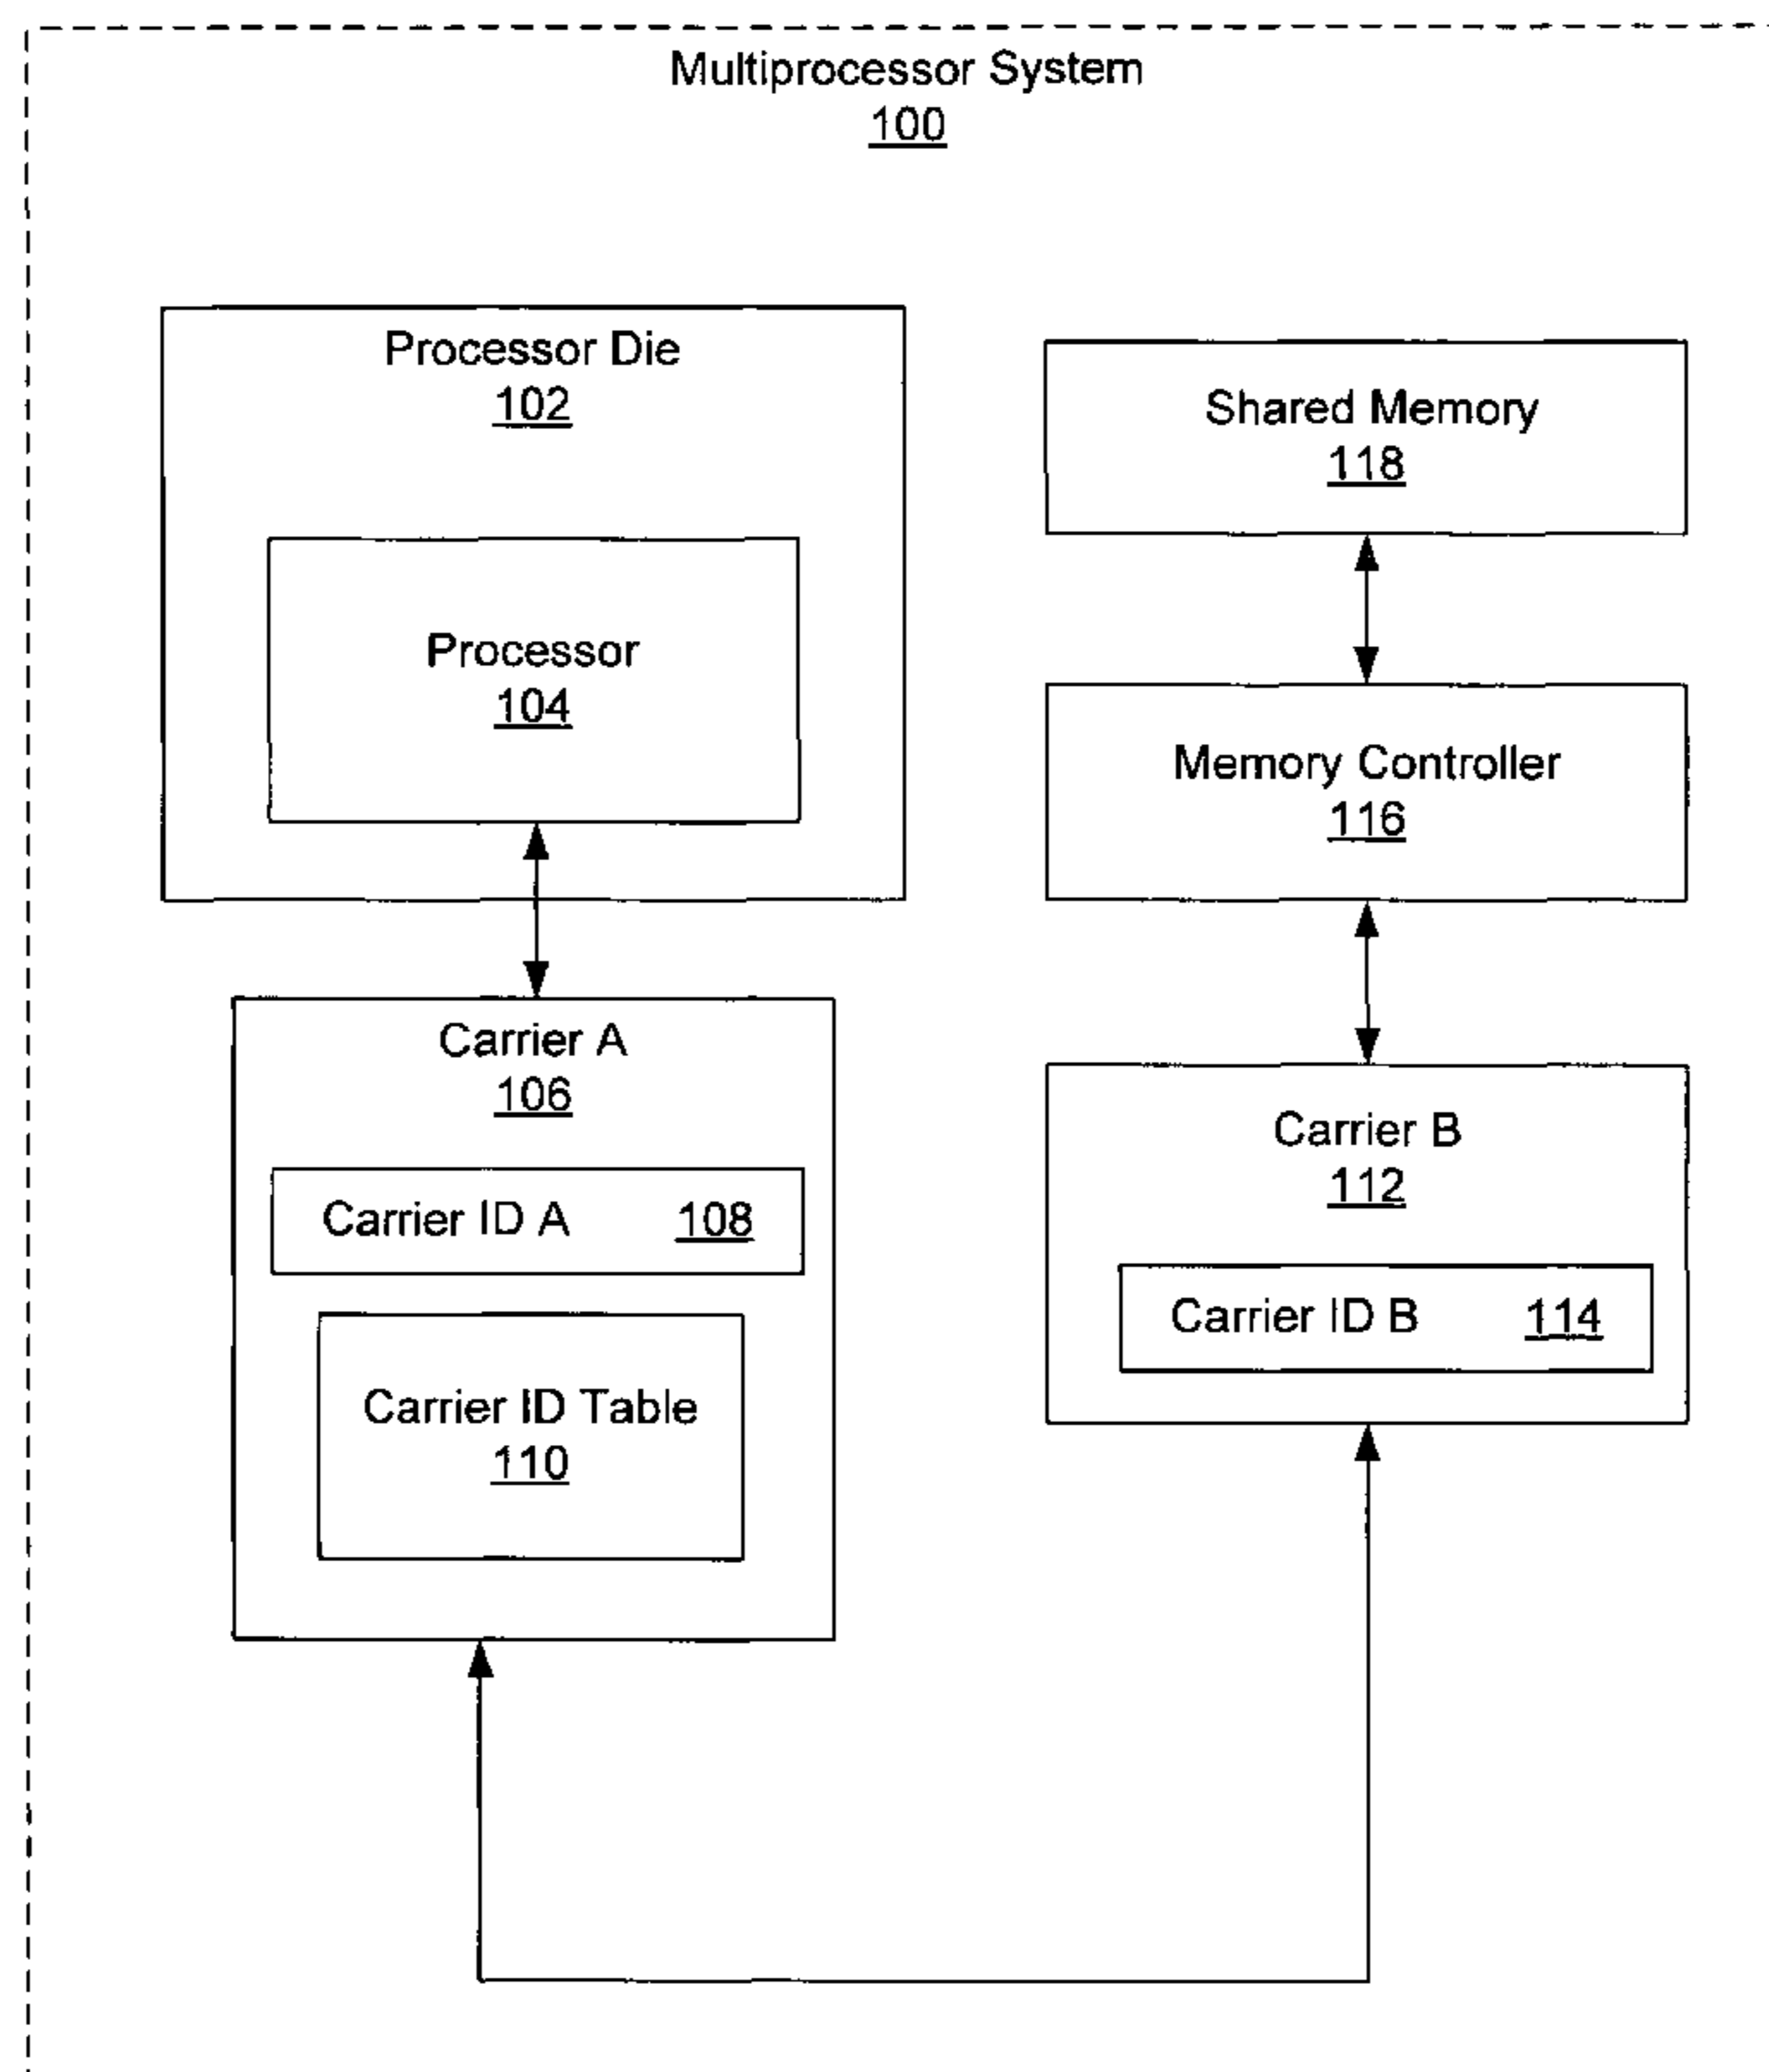 Multiprocessor System
100
Processor Die
102
Processor
104
Carrier A
106
Carrier ID A 108
Carrier ID Table
110
Shared Memory
118
Memory Controller
116
Carrier B
112
Carrier ID B 114